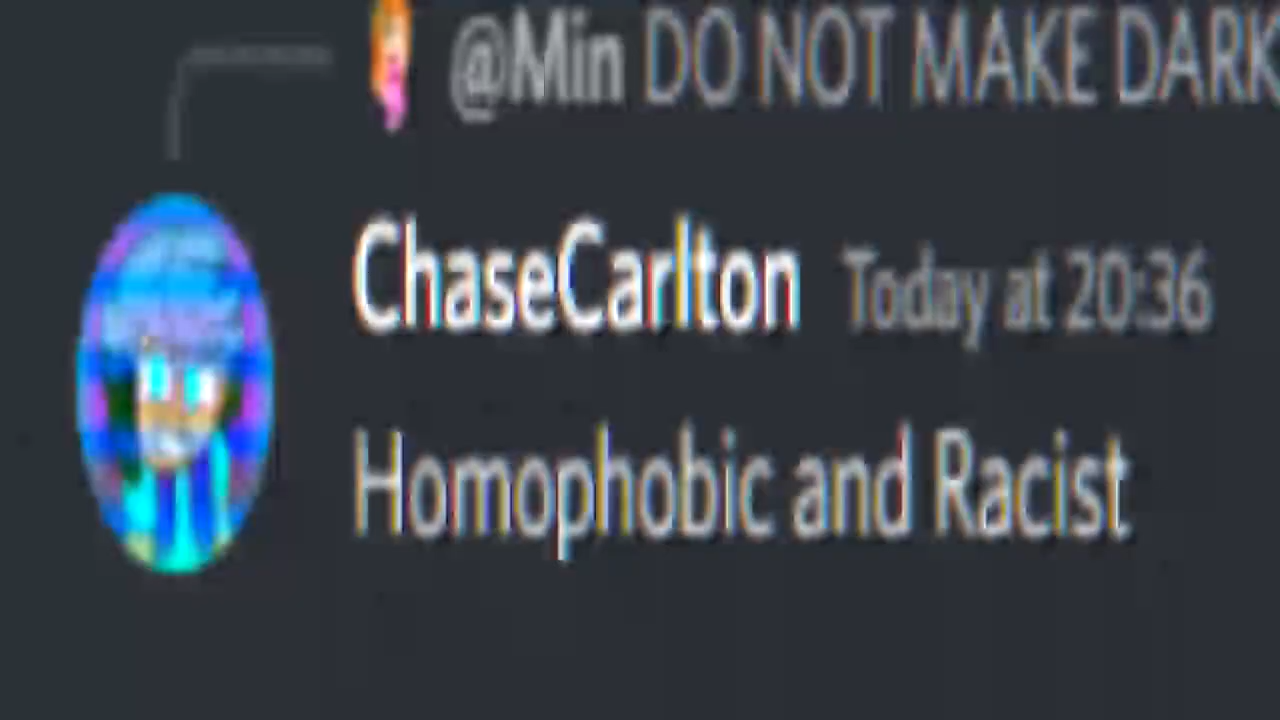 @Min DO NOT MAKE DARK
ChaseCarlton Today at 20:36
Homophobic and Racist